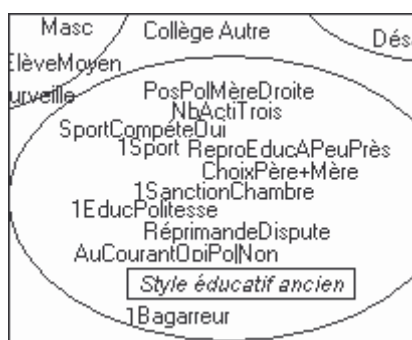 Masc
Collège Autre
Dés
ElèveMoyen
urveille
PosPolMèreDroite
NbActiTrois
SportCompéteOui
1Sport ReproEducAPeuPrès
ChoixPère+Mère
1SanctionChambre
1EducPolitesse
RéprimandeDispute
AuCourantOpiPolNon
Style éducatif ancien
1Bagarreur